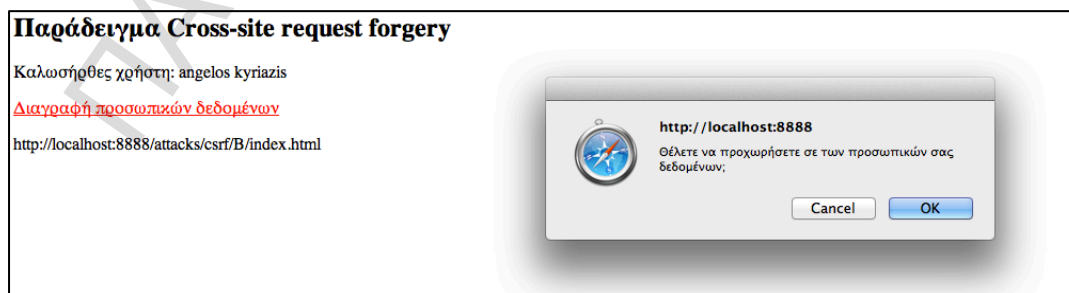 Παράδειγμα Cross-site request forgery
Καλωσήρθες χρήστη: angelos kyriazis
Διαγραφή προσωπικών δεδομένων
http://localhost:8888/attacks/csrf/B/index.html
http://localhost:8888
Θέλετε να προχωρήσετε σε των προσωπικών σας
δεδομένων;
Cancel OK
ΠΑ